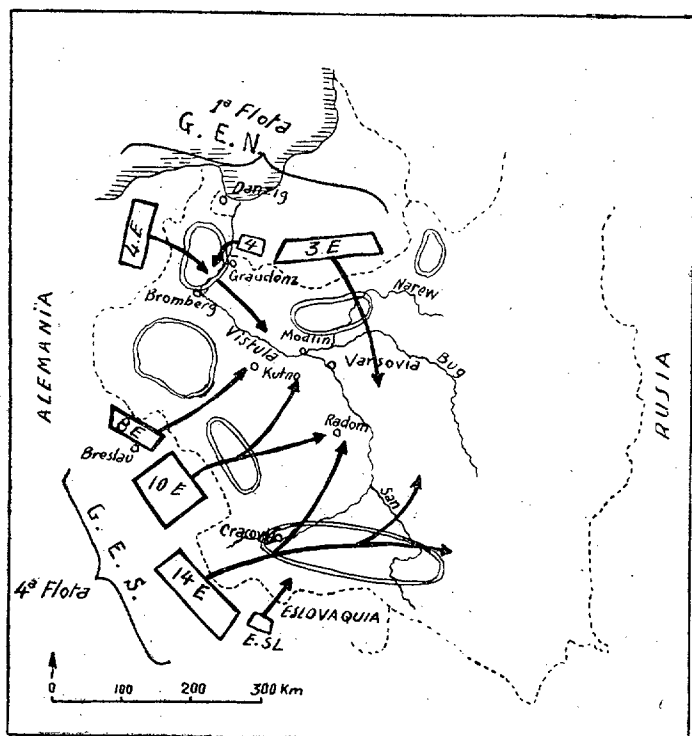 1ª Flota
G. E. N.
Danzig
4.E
4
3.E
Graudenz
Bromberg
Narew
ALEMANIA
Vistula
Modlin
Varsovia
Bug
Kutno
RUSIA
8E
Breslau
Radom
10 E
San
Cracovia
G. E. S.
4ª Flota
14 E
ESLOVAQUIA
E.SL
0 100 200 300 Km